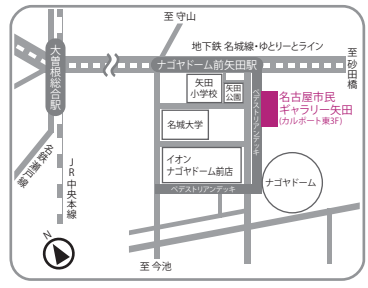 至 守山
地下鉄 名城線・ゆとりーとライン
至砂田橋
大曽根総合駅
ナゴヤドーム前矢田駅
矢田
小学校
矢田
公園
ペデストリアンデッキ
名古屋市民
ギャラリー矢田
(カルポート東3F)
名城大学
イオン
ナゴヤドーム前店
ペデストリアンデッキ
ナゴヤドーム
名鉄瀬戸線
JR中央本線
N
至 今池